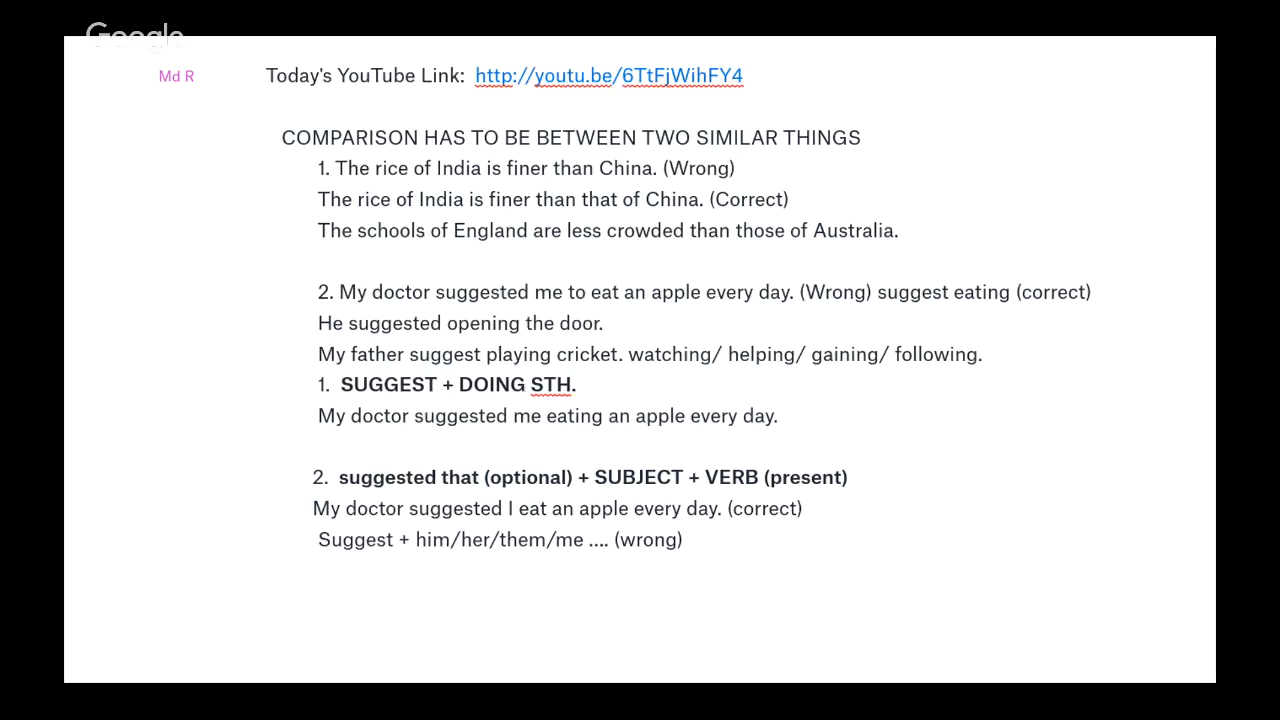 Google
Md R
Today's YouTube Link: http://youtu.be/6TtFjWihFY4
COMPARISON HAS TO BE BETWEEN TWO SIMILAR THINGS
1. The rice of India is finer than China. (Wrong)
The rice of India is finer than that of China. (Correct)
The schools of England are less crowded than those of Australia.
2. My doctor suggested me to eat an apple every day. (Wrong) suggest eating (correct)
He suggested opening the door.
My father suggest playing cricket. watching/ helping/ gaining/ following.
1. SUGGEST + DOING STH.
My doctor suggested me eating an apple every day.
2. suggested that (optional) + SUBJECT + VERB (present)
My doctor suggested I eat an apple every day. (correct)
Suggest + him/her/them/me .... (wrong)